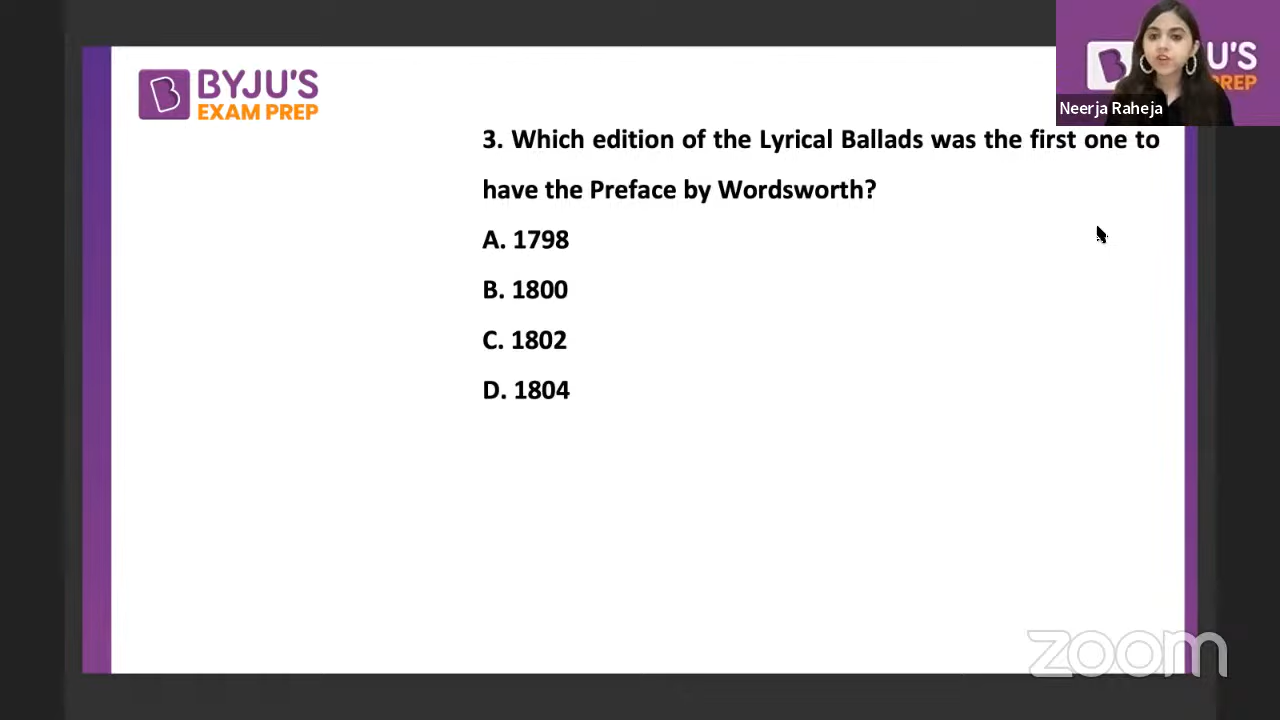 BYJU'S
EXAM PREP
U'S
EP
Neerja Raheja
3. Which edition of the Lyrical Ballads was the first one to
have the Preface by Wordsworth?
A. 1798
B. 1800
C. 1802
D. 1804
zoom